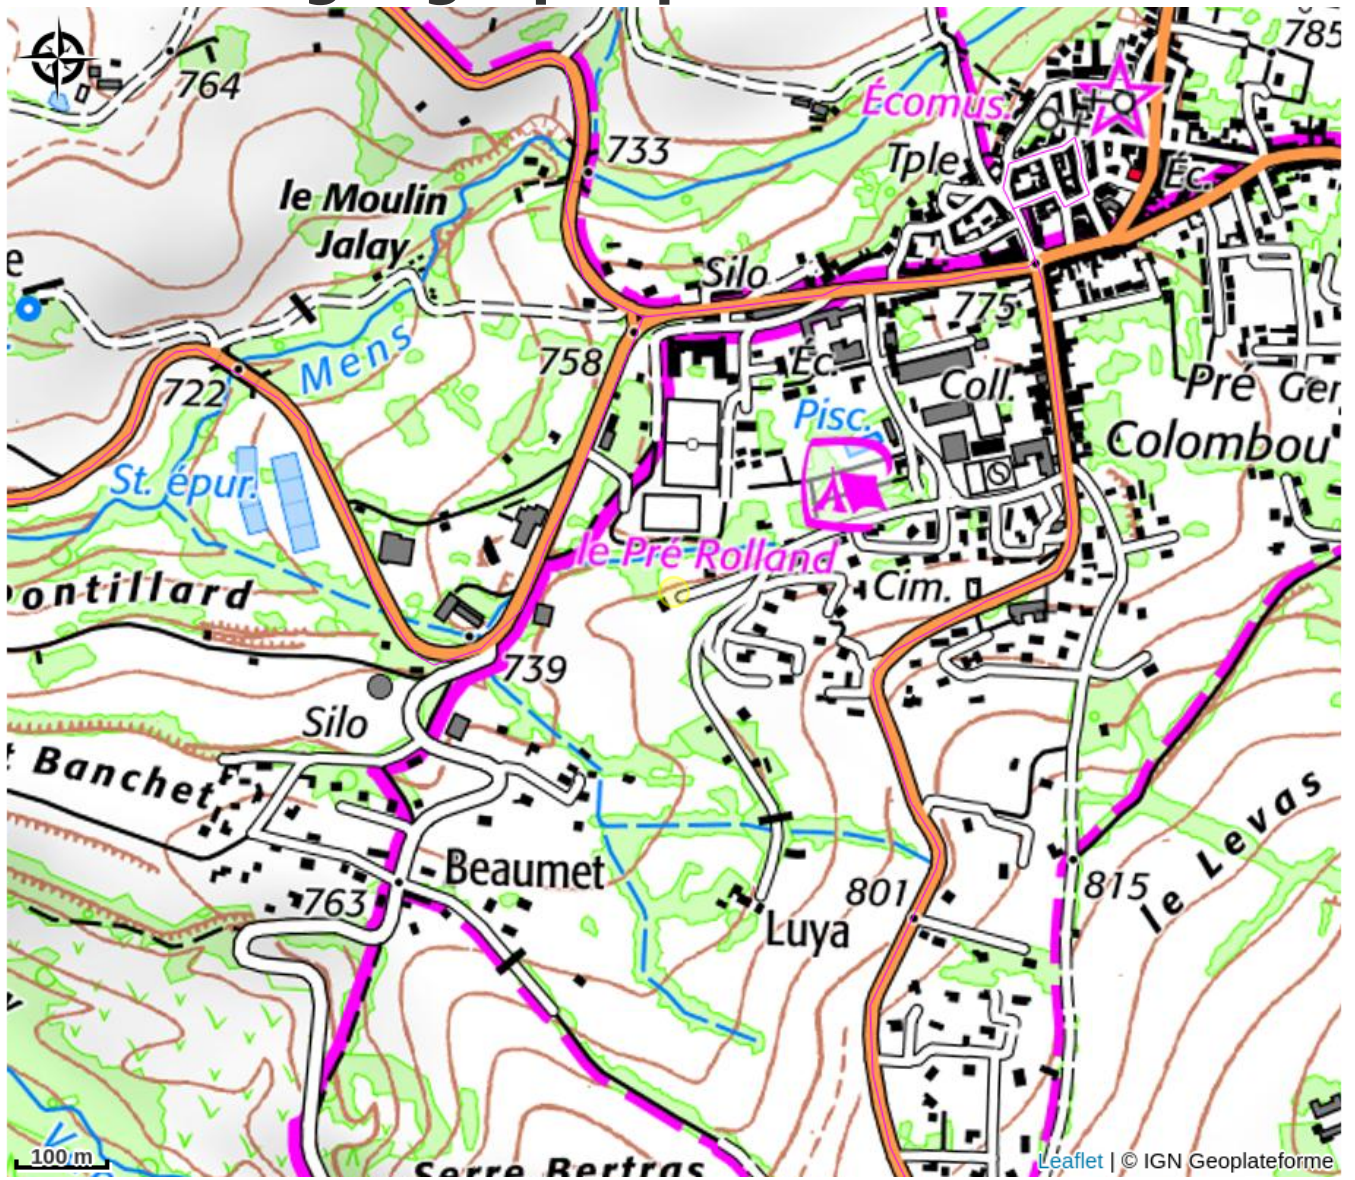 785
764
Écomus.
733
Tple
Éc.
le Moulin
Jalay
e
Silo
775
Mens
758
Éc.
722
Coll.
Pré Ger
Pisc.
Colombou
St. épur.
le Pré Rolland
Cim.
ontillard
739
Silo
t Banchet
le Levas
Beaumet
801
815
763
Luya
Serre Bertras
100 m
Leaflet | © IGN Geoplateforme